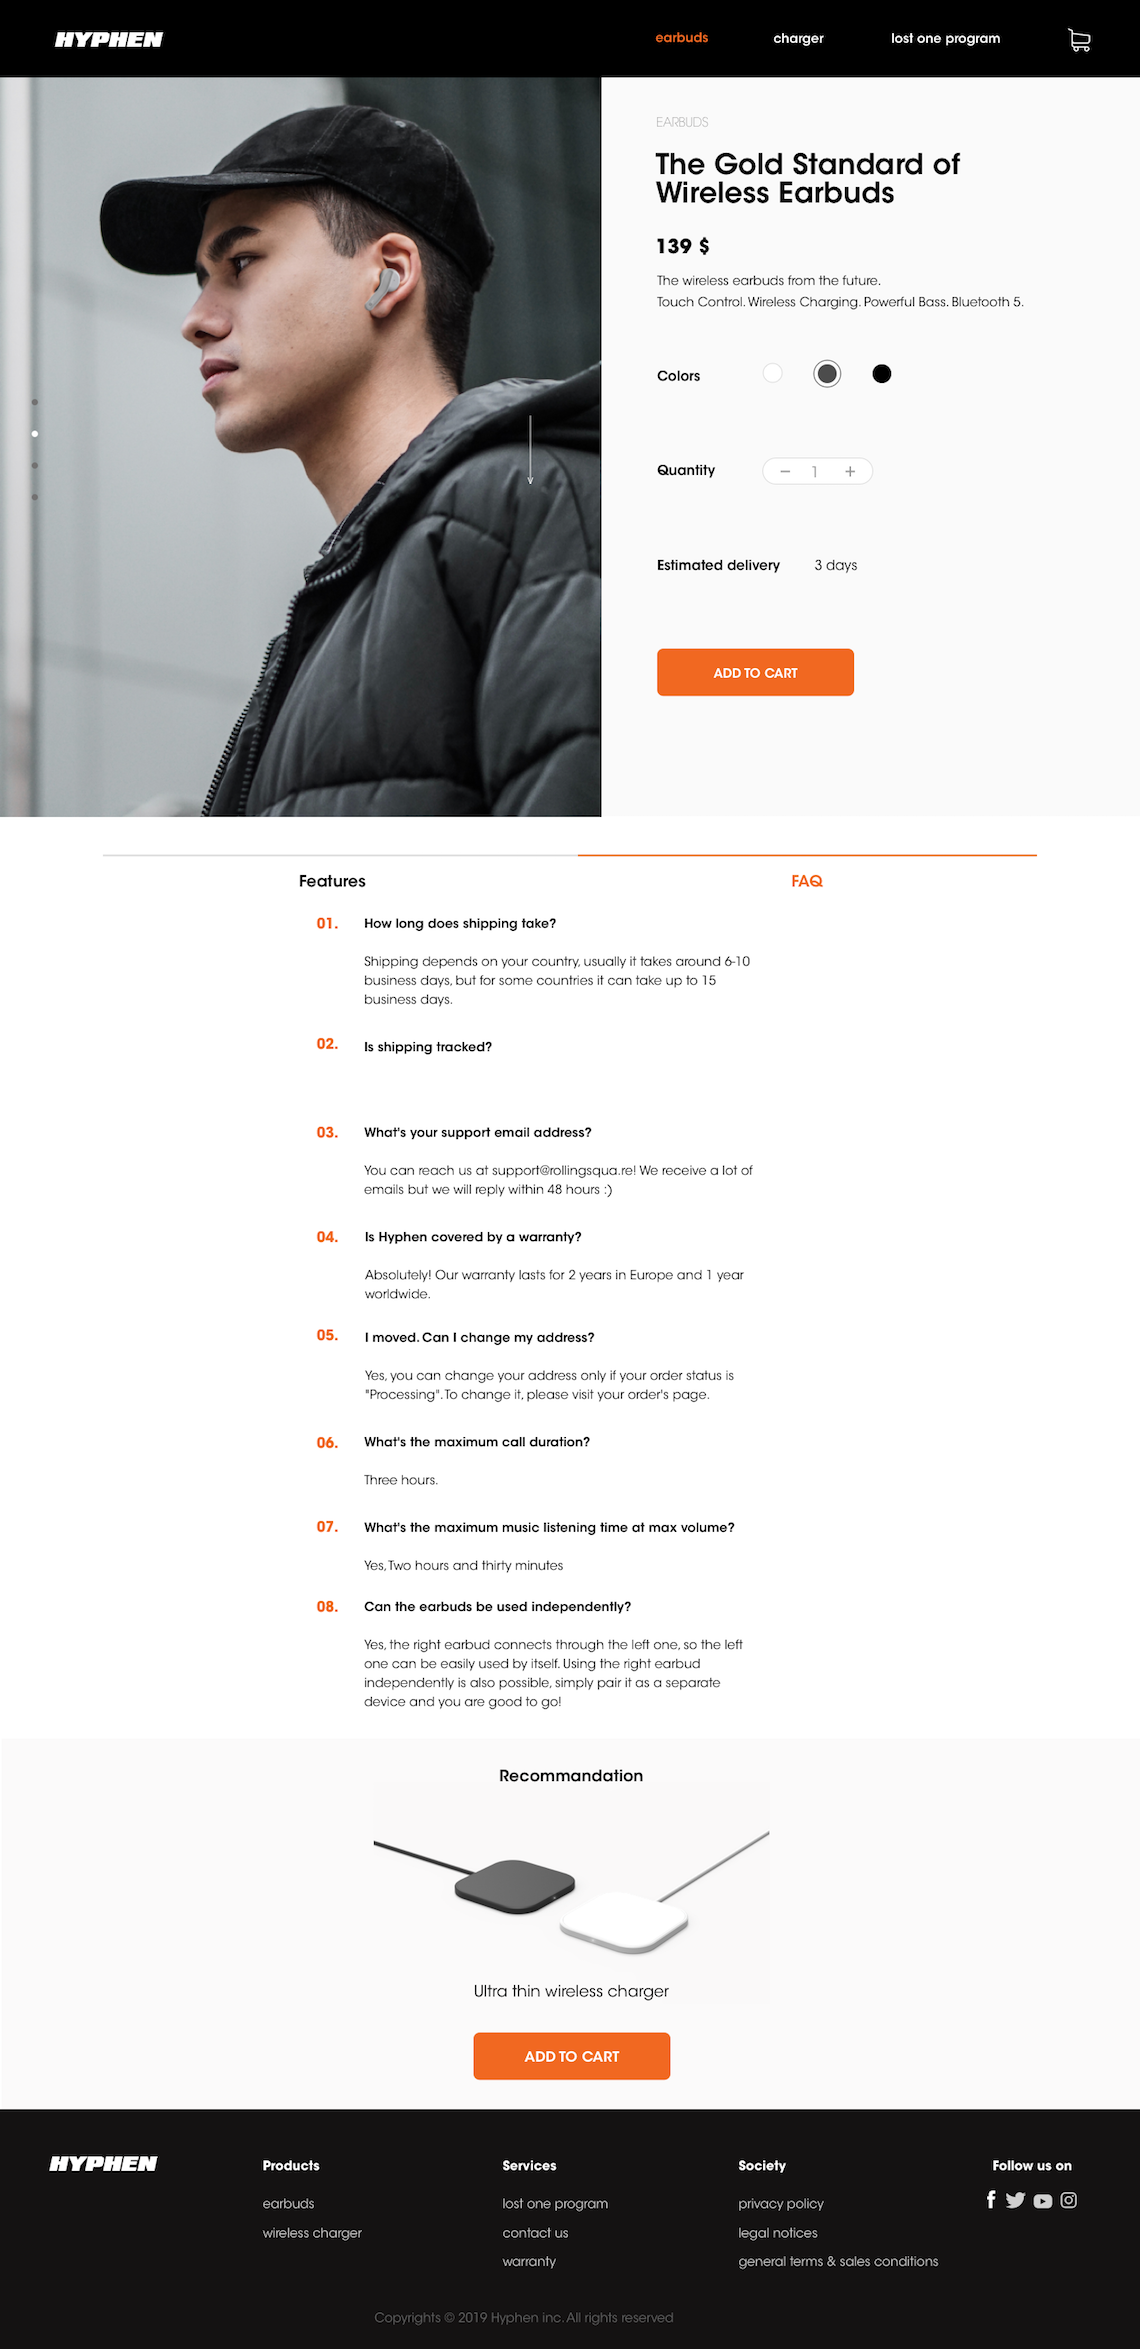 HYPHEN
earbuds
charger
lost one program
EARBUDS
The Gold Standard of
Wireless Earbuds
139 $
The wireless earbuds from the future.
Touch Control. Wireless Charging. Powerful Bass. Bluetooth 5.
Colors
Quantity
− 1 +
Estimated delivery
3 days
ADD TO CART
Features
FAQ
01. How long does shipping take?
Shipping depends on your country, usually it takes around 6-10
business days, but for some countries it can take up to 15
business days.
02. Is shipping tracked?
03. What's your support email address?
You can reach us at support@rollingsqua.re! We receive a lot of
emails but we will reply within 48 hours :)
04. Is Hyphen covered by a warranty?
Absolutely! Our warranty lasts for 2 years in Europe and 1 year
worldwide.
05. I moved. Can I change my address?
Yes, you can change your address only if your order status is
"Processing". To change it, please visit your order's page.
06. What's the maximum call duration?
Three hours.
07. What's the maximum music listening time at max volume?
Yes, Two hours and thirty minutes
08. Can the earbuds be used independently?
Yes, the right earbud connects through the left one, so the left
one can be easily used by itself. Using the right earbud
independently is also possible, simply pair it as a separate
device and you are good to go!
Recommandation
Ultra thin wireless charger
ADD TO CART
HYPHEN
Products
earbuds
wireless charger
Services
lost one program
contact us
warranty
Society
privacy policy
legal notices
general terms & sales conditions
Follow us on
Copyrights © 2019 Hyphen inc. All rights reserved